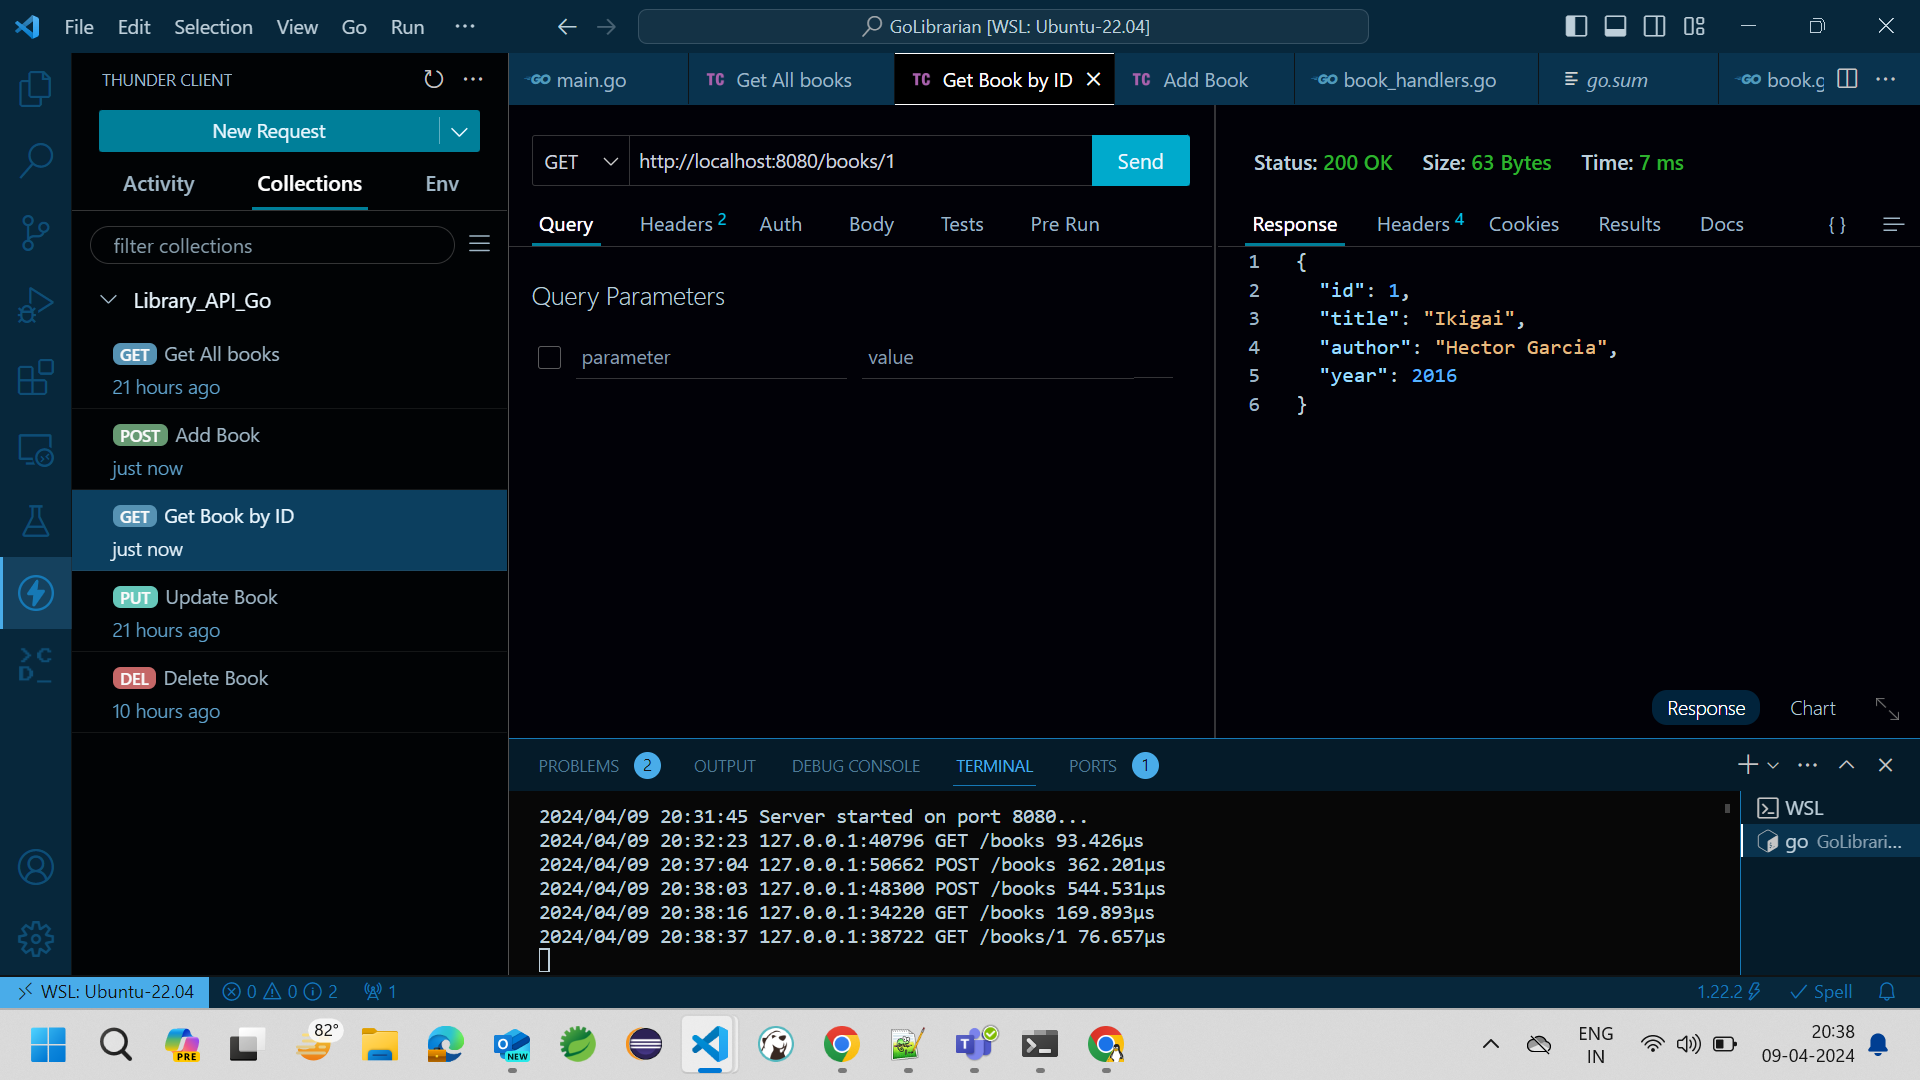 File Edit Selection View Go Run ···
GoLibrarian [WSL: Ubuntu-22.04]
THUNDER CLIENT
New Request
Activity Collections Env
filter collections
Library_API_Go
GET Get All books
21 hours ago
POST Add Book
just now
GET Get Book by ID
just now
PUT Update Book
21 hours ago
DEL Delete Book
10 hours ago
GO main.go TC Get All books TC Get Book by ID TC Add Book GO book_handlers.go go.sum GO book.g
GET http://localhost:8080/books/1 Send
Query Headers 2 Auth Body Tests Pre Run
Query Parameters
parameter value
Status: 200 OK Size: 63 Bytes Time: 7 ms
Response Headers 4 Cookies Results Docs { }
1 {
2 "id": 1,
3 "title": "Ikigai",
4 "author": "Hector Garcia",
5 "year": 2016
6 }
Response Chart
PROBLEMS 2 OUTPUT DEBUG CONSOLE TERMINAL PORTS 1
2024/04/09 20:31:45 Server started on port 8080...
2024/04/09 20:32:23 127.0.0.1:40796 GET /books 93.426µs
2024/04/09 20:37:04 127.0.0.1:50662 POST /books 362.201µs
2024/04/09 20:38:03 127.0.0.1:48300 POST /books 544.531µs
2024/04/09 20:38:16 127.0.0.1:34220 GET /books 169.893µs
2024/04/09 20:38:37 127.0.0.1:38722 GET /books/1 76.657µs
WSL
go GoLibrari...
WSL: Ubuntu-22.04 0 0 2 1 1.22.2 Spell
PRE 82° NEW
ENG
IN
20:38
09-04-2024